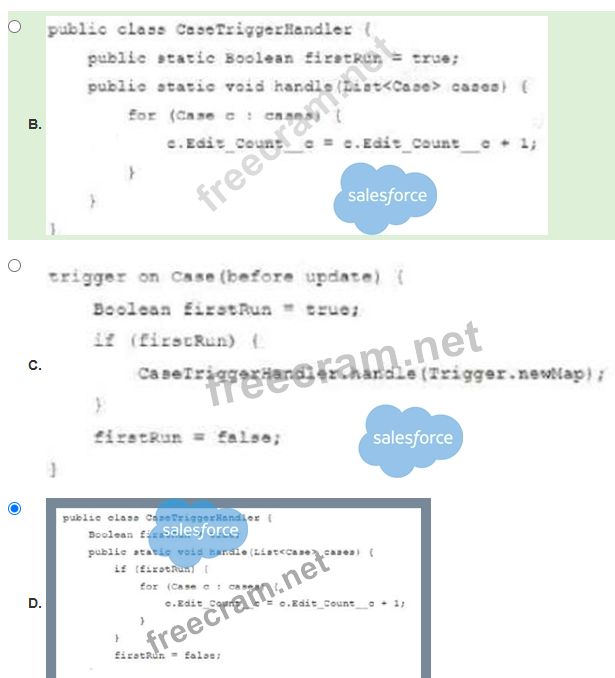 public class CaseTriggerHandler {
public static Boolean firstRun = true;
public static void handle(List<Case> cases) {
for (Case c : cases) {
B.
c.Edit_Count__c = c.Edit_Count__c + 1;
}
}
}
salesforce
freecram.net
trigger on Case(before update) {
Boolean firstRun = true;
if (firstRun) {
C.
CaseTriggerHandler.handle(Trigger.newMap);
}
firstRun = false;
}
salesforce
freecram.net
public class CaseTriggerHandler {
Boolean
public static void handle(List<Case> cases) {
if (firstRun) {
for (Case c : cases) {
D.
c.Edit_Count__c = c.Edit_Count__c + 1;
}
}
firstRun = false;
salesforce
freecram.net